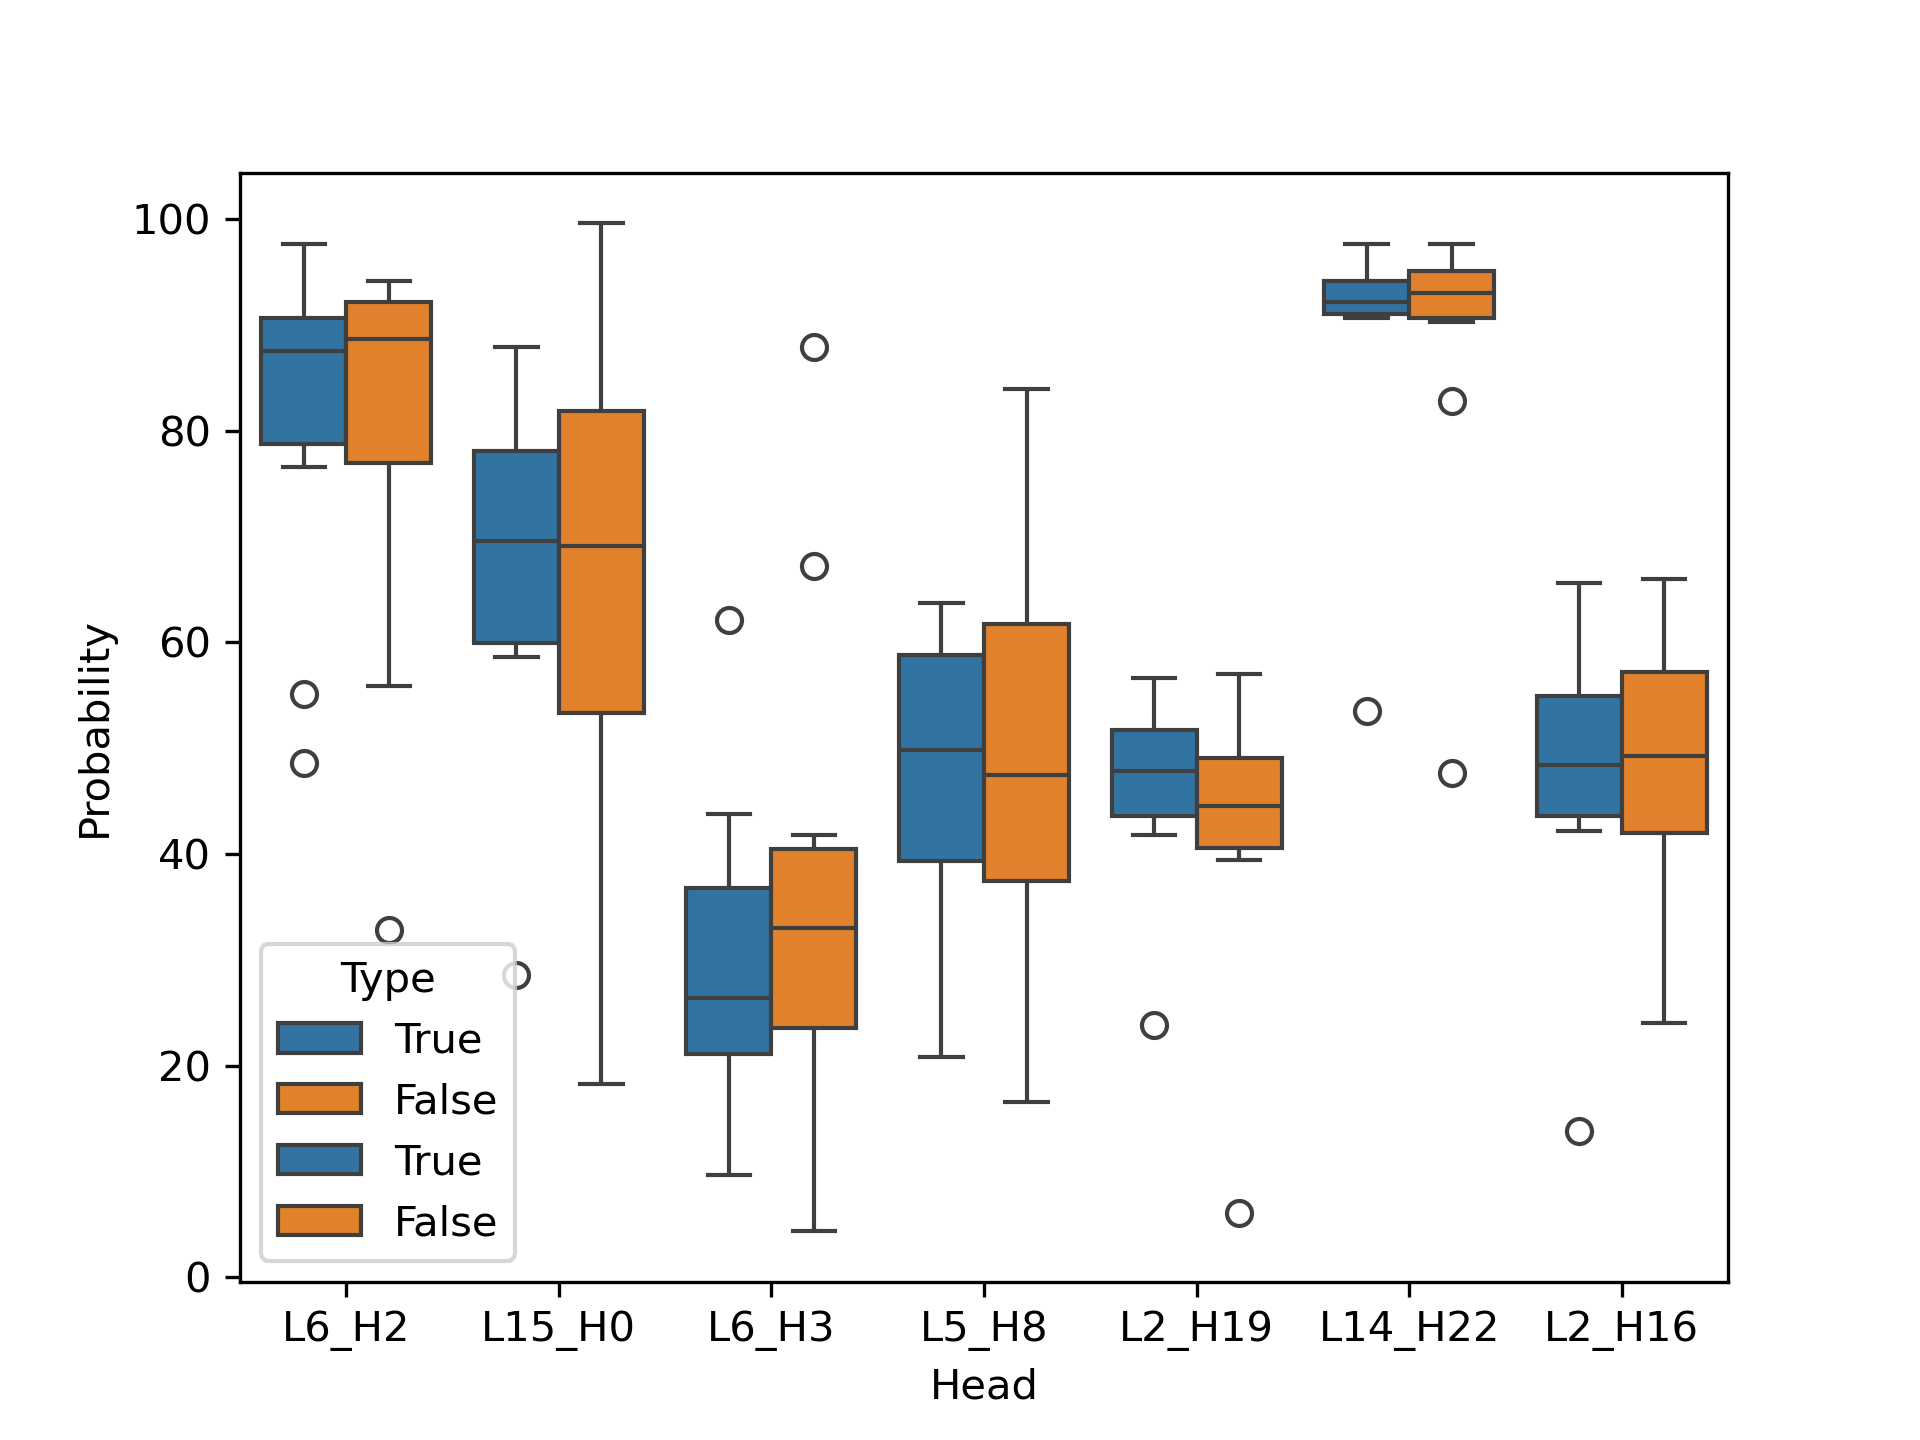 100
80
60
40
20
0
Probability
Type
True
False
True
False
L6_H2 L15_H0 L6_H3 L5_H8 L2_H19 L14_H22 L2_H16
Head